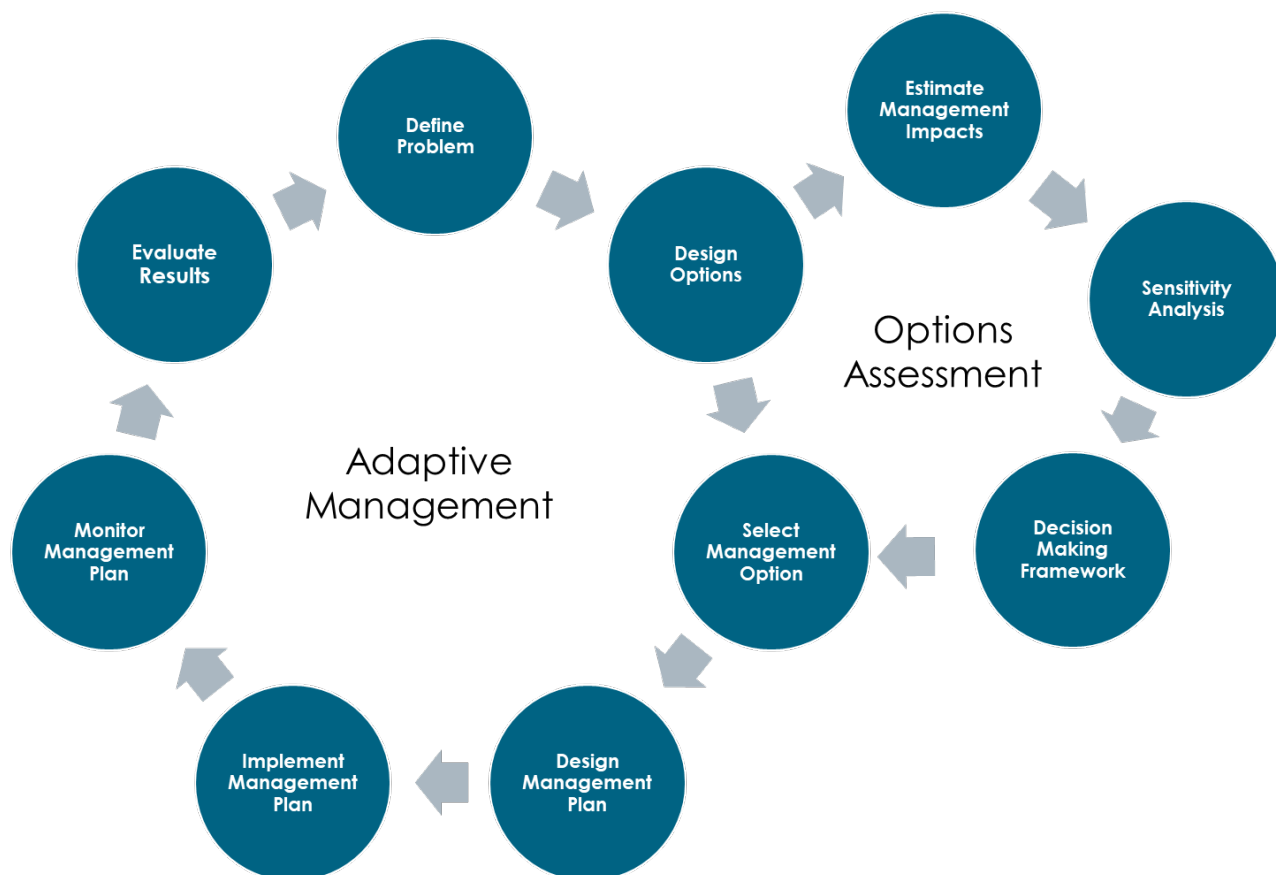 Estimate
Management
Impacts
Define
Problem
Evaluate
Results
Design
Options
Sensitivity
Analysis
Options
Assessment
Adaptive
Management
Monitor
Management
Plan
Select
Management
Option
Decision
Making
Framework
Implement
Management
Plan
Design
Management
Plan